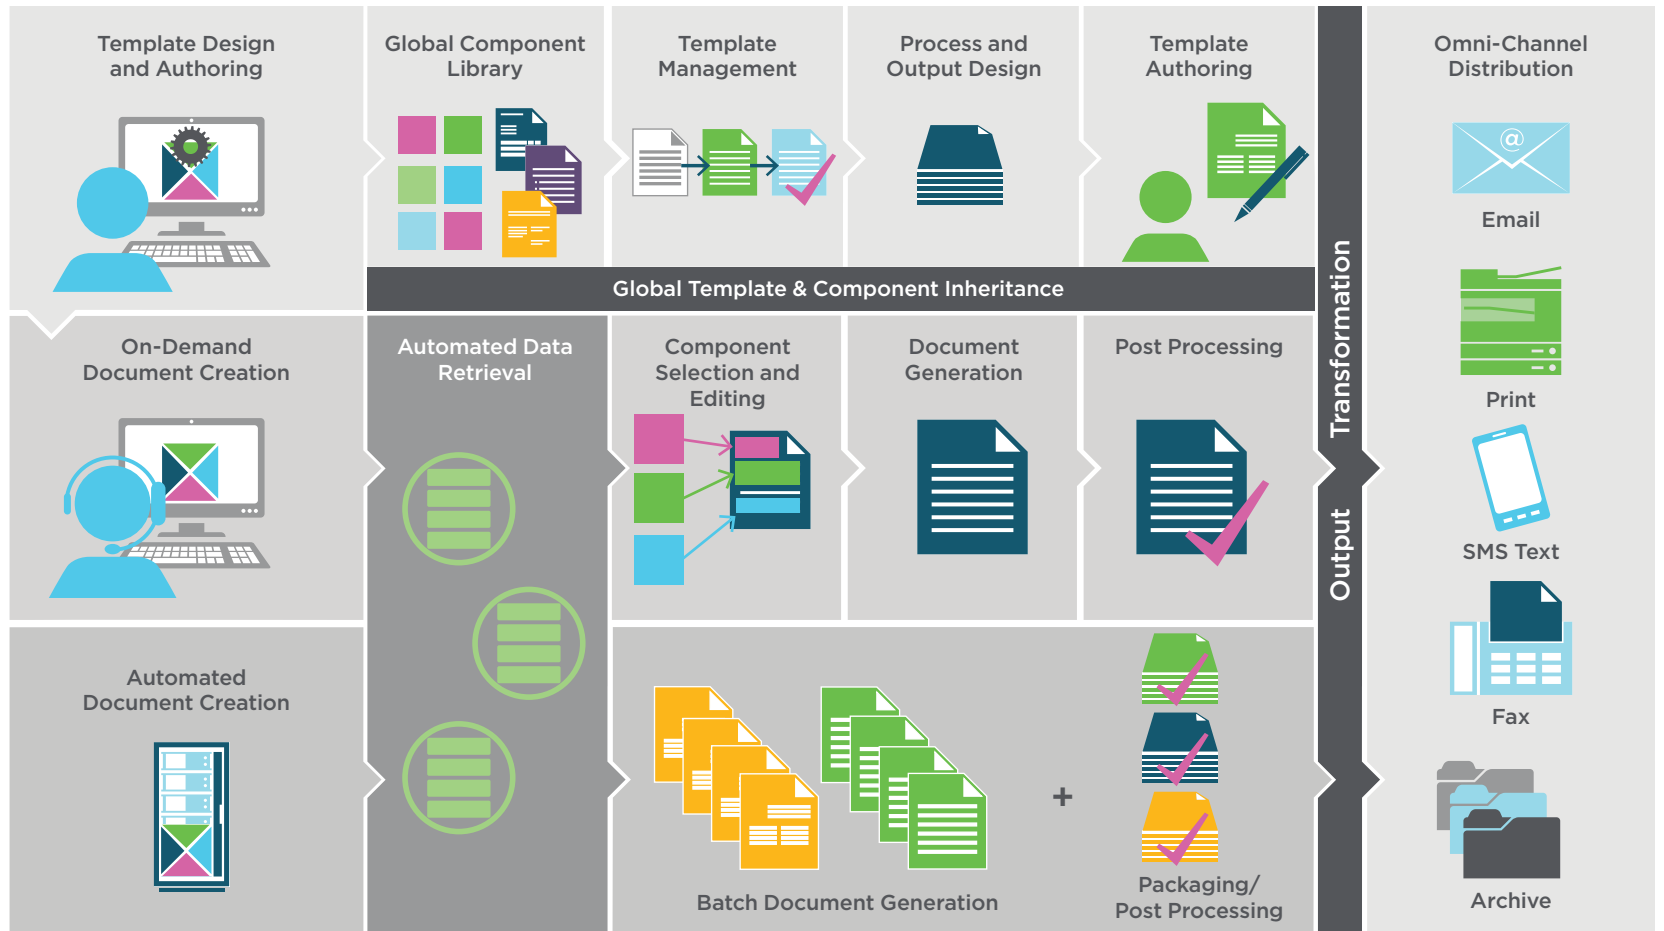 Template Design
and Authoring
Global Component
Library
Template
Management
Process and
Output Design
Template
Authoring
Omni-Channel
Distribution
@
Email
Global Template & Component Inheritance
Print
On-Demand
Document Creation
Automated Data
Retrieval
Component
Selection and
Editing
Document
Generation
Post Processing
Output Transformation
SMS Text
Fax
Automated
Document Creation
Batch Document Generation
+
Packaging/
Post Processing
Archive